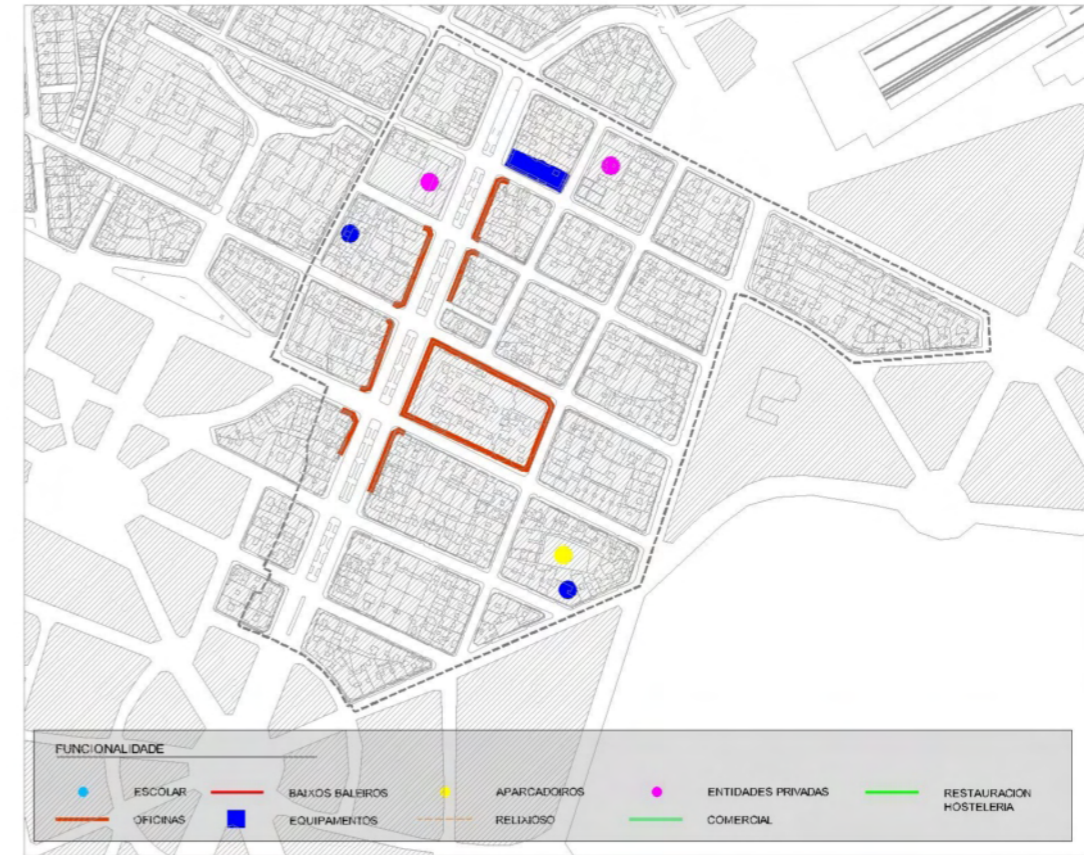 FUNCIONALIDADE
ESCOLAR
BAIXOS BALEIROS
APARCADOIROS
ENTIDADES PRIVADAS
RESTAURACION
HOSTELERIA
OFICINAS
EQUIPAMENTOS
RELIXIOSO
COMERCIAL